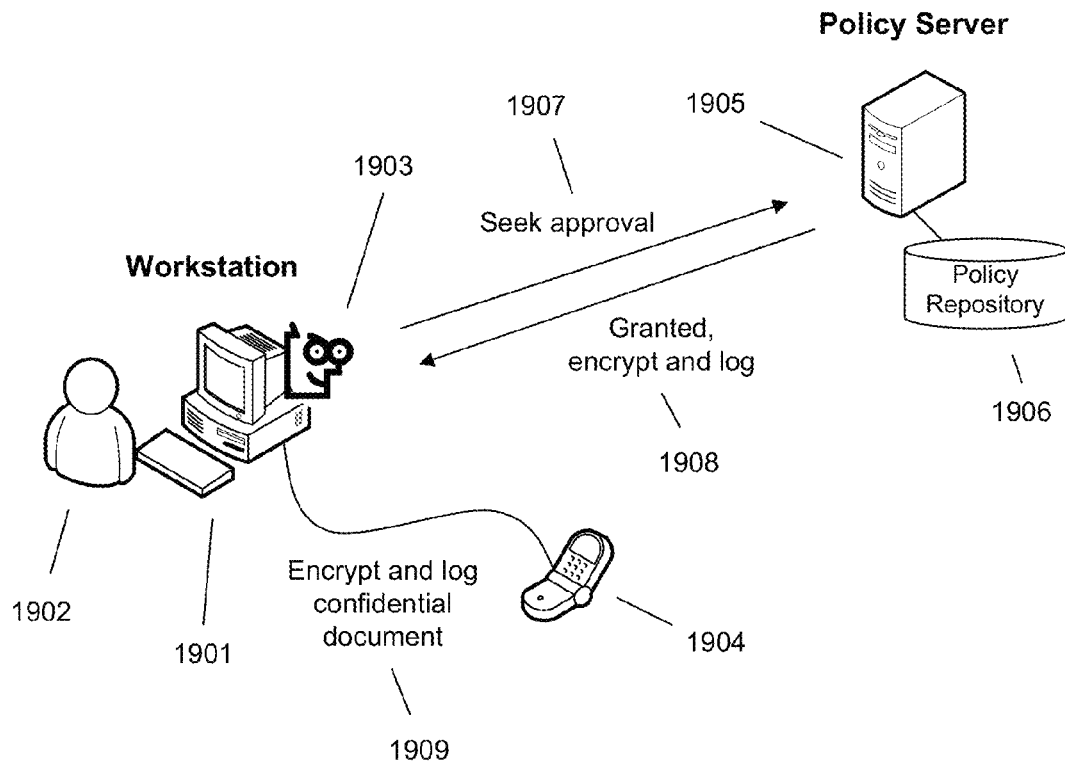 Policy Server
1907
1905
1903
Seek approval
Workstation
Policy
Repository
Granted,
encrypt and log
1906
1908
Encrypt and log
confidential
document
1902
1901
1904
1909